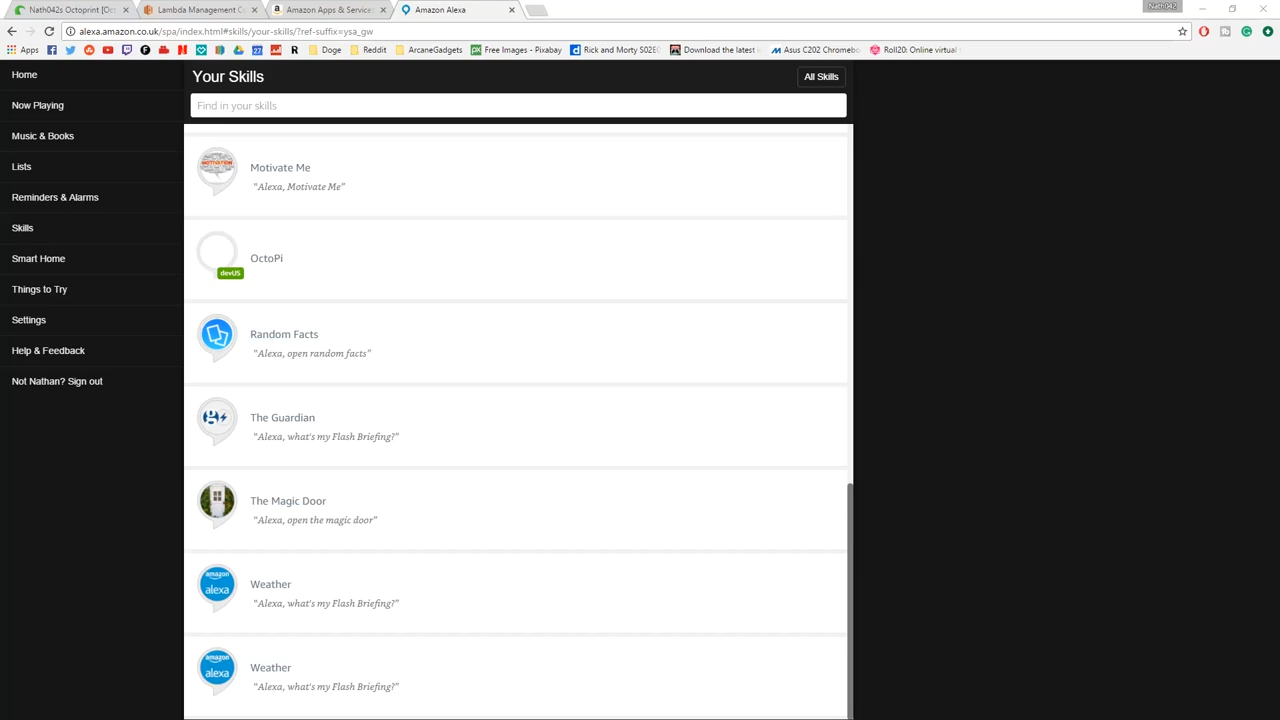 Nath042s Octoprint [Oct
Lambda Management Co
Amazon Apps & Services
Amazon Alexa
Nath042
alexa.amazon.co.uk/spa/index.html#skills/your-skills/?ref-suffix=ysa_gw
Apps
Doge
Reddit
ArcaneGadgets
Free Images - Pixabay
Rick and Morty S02E0
Download the latest i
Asus C202 Chromebo
Roll20: Online virtual
Home
Now Playing
Music & Books
Lists
Reminders & Alarms
Skills
Smart Home
Things to Try
Settings
Help & Feedback
Not Nathan? Sign out
Your Skills
All Skills
Find in your skills
Motivate Me
"Alexa, Motivate Me"
OctoPi
devUS
Random Facts
"Alexa, open random facts"
The Guardian
"Alexa, what's my Flash Briefing?"
The Magic Door
"Alexa, open the magic door"
amazon
alexa
Weather
"Alexa, what's my Flash Briefing?"
amazon
alexa
Weather
"Alexa, what's my Flash Briefing?"